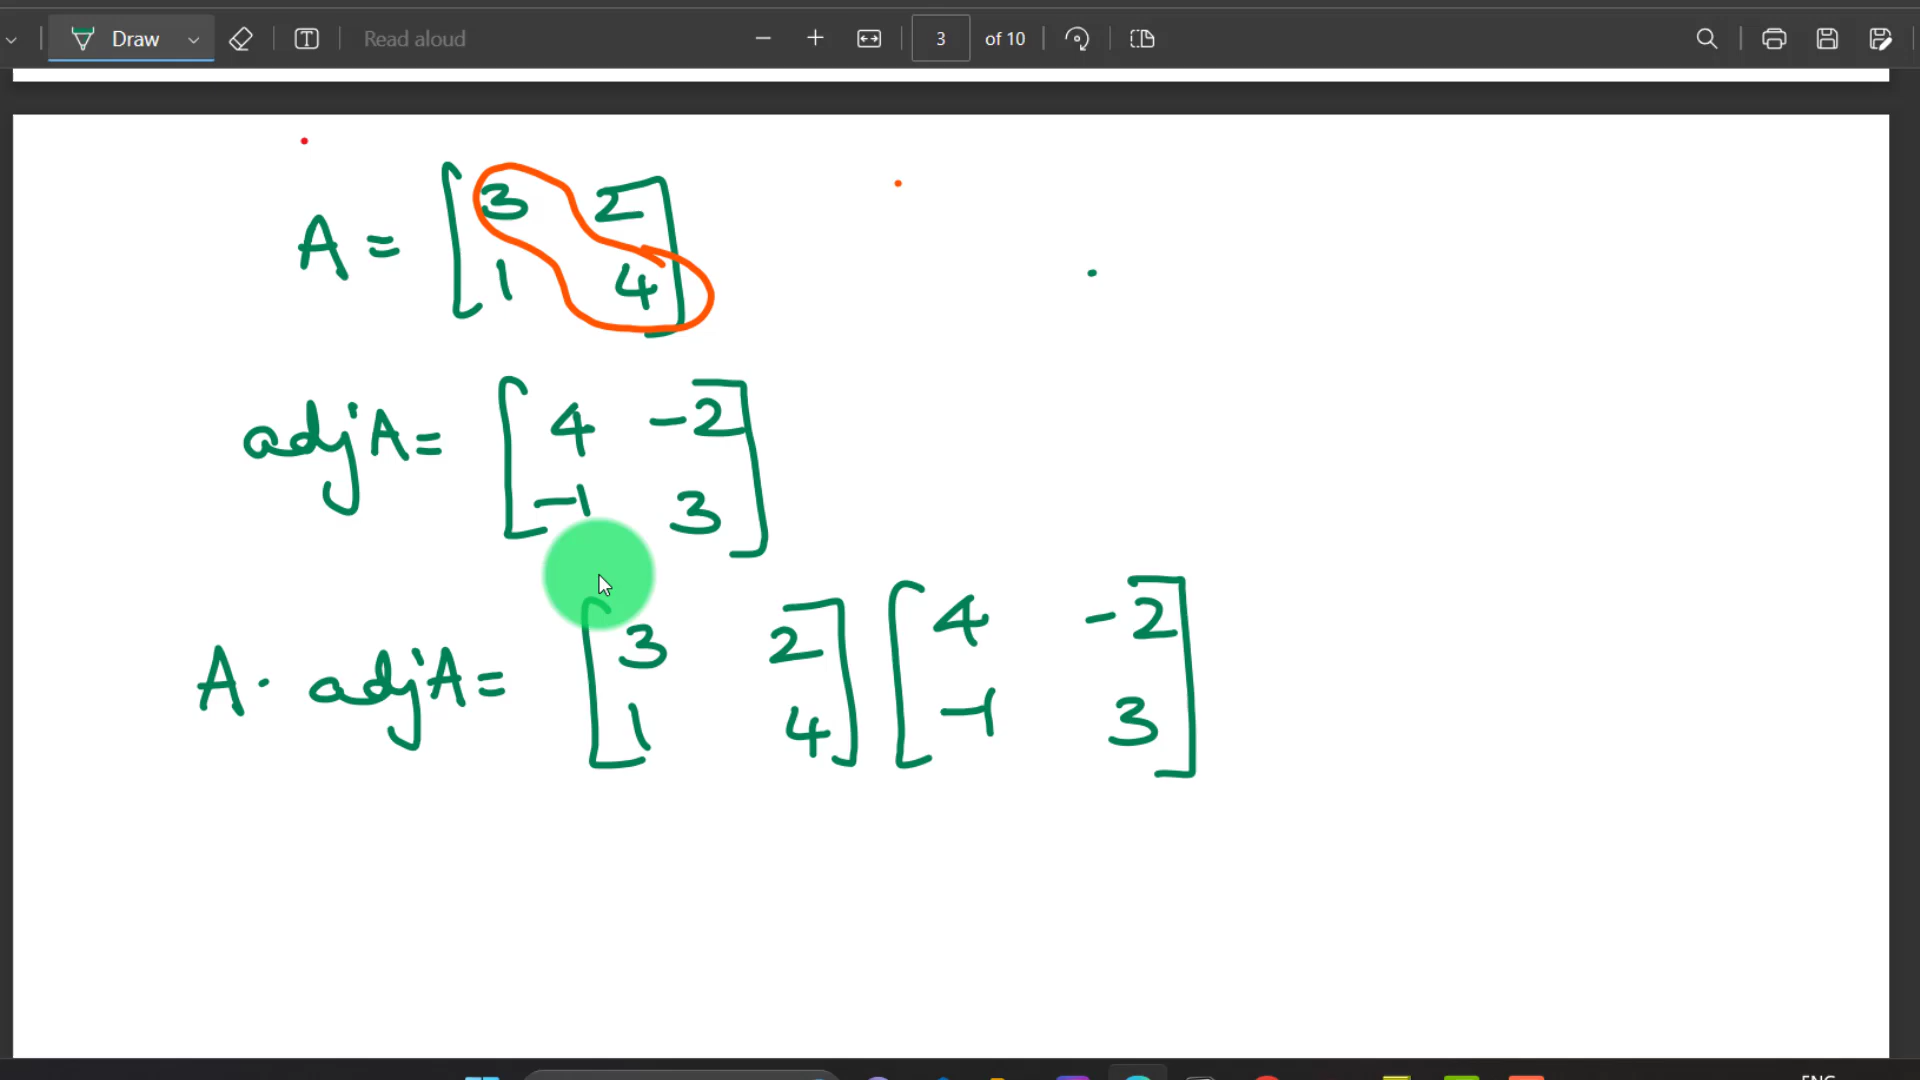 Draw Read aloud 3 of 10
A = [ 3 2
1 4 ]
adj A = [ 4 -2
-1 3 ]
A . adj A = [ 3 2 ] [ 4 -2
1 4 ] [ -1 3 ]